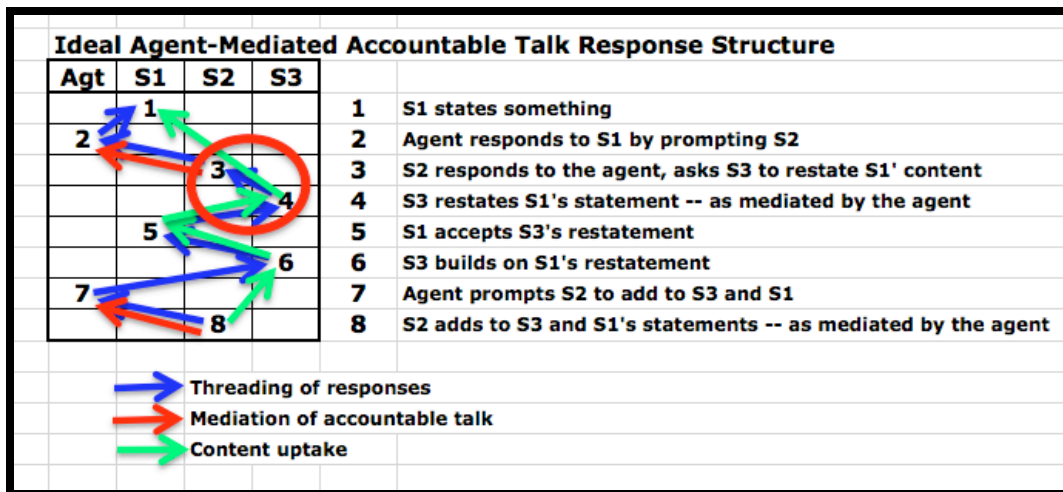 Ideal Agent-Mediated Accountable Talk Response Structure
Agt S1 S2 S3
1 1 S1 states something
2 2 Agent responds to S1 by prompting S2
3 3 S2 responds to the agent, asks S3 to restate S1' content
4 4 S3 restates S1's statement -- as mediated by the agent
5 5 S1 accepts S3's restatement
6 6 S3 builds on S1's restatement
7 7 Agent prompts S2 to add to S3 and S1
8 8 S2 adds to S3 and S1's statements -- as mediated by the agent
Threading of responses
Mediation of accountable talk
Content uptake